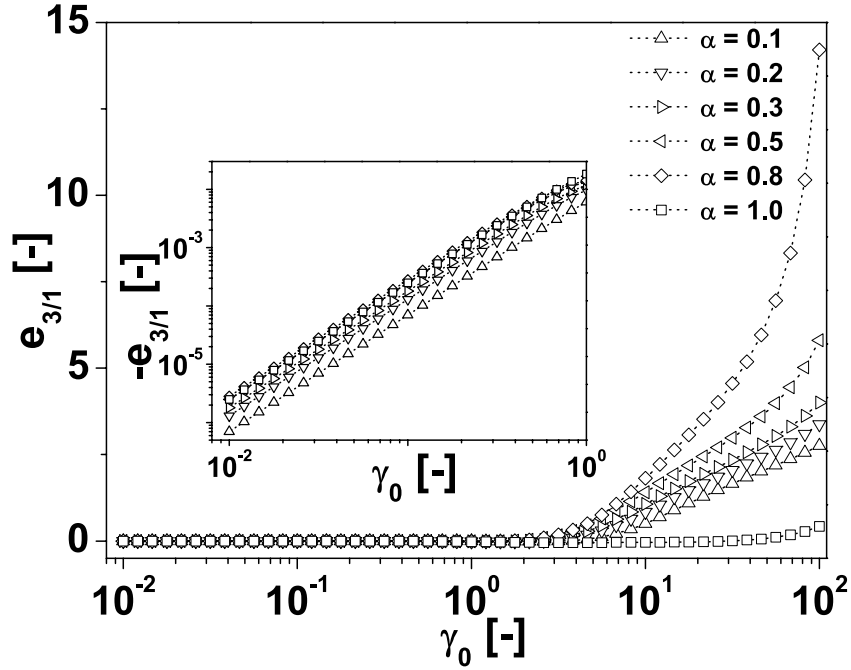 15
10
5
0
e3/1 [-]
α = 0.1
α = 0.2
α = 0.3
α = 0.5
α = 0.8
α = 1.0
10-3
10-5
-e3/1 [-]
10-2 100
γ0 [-]
10-2 10-1 100 101 102
γ0 [-]